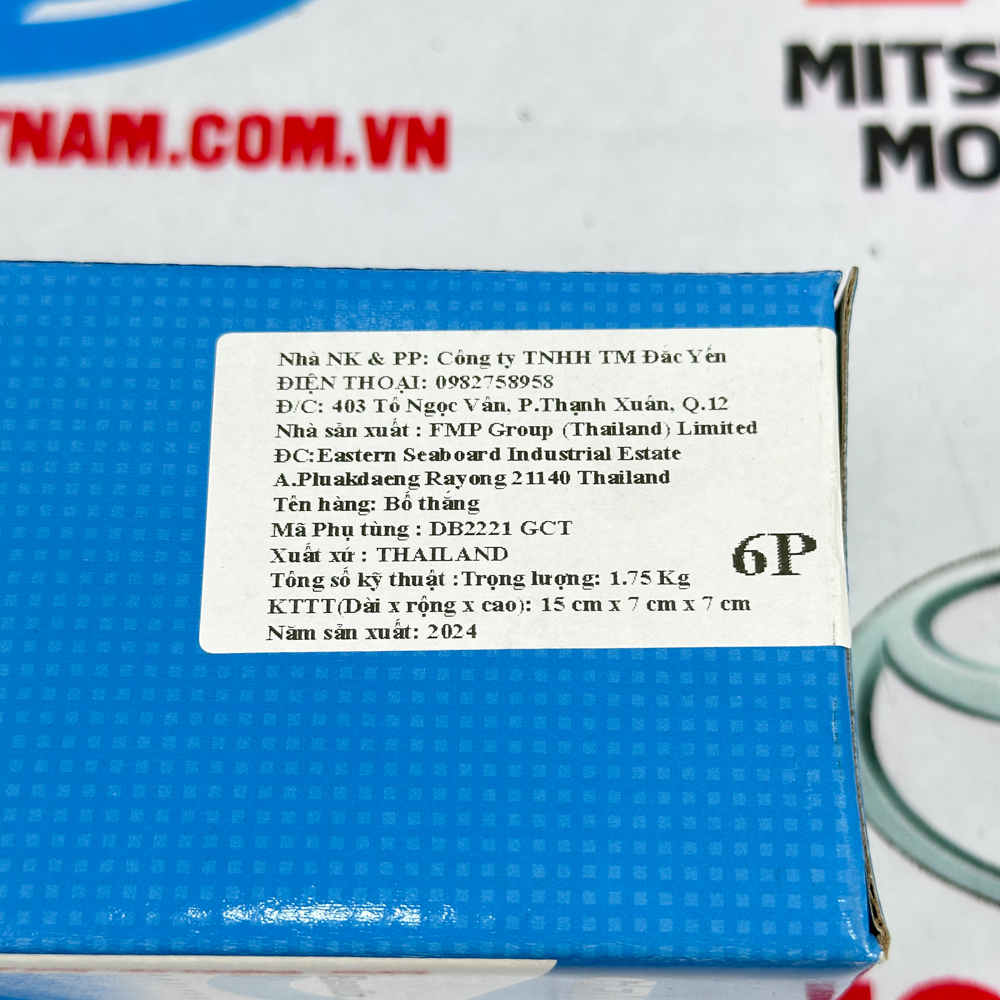 TNAM.COM.VN
MITS
MO
Nhà NK & PP: Công ty TNHH TM Đắc Yến
ĐIỆN THOẠI: 0982758958
Đ/C: 403 Tô Ngọc Vân, P.Thạnh Xuân, Q.12
Nhà sản xuất : FMP Group (Thailand) Limited
ĐC:Eastern Seaboard Industrial Estate
A.Pluakdaeng Rayong 21140 Thailand
Tên hàng: Bố thắng
Mã Phụ tùng : DB2221 GCT
Xuất xứ : THAILAND
6P
Tổng số kỹ thuật :Trọng lượng: 1.75 Kg
KTTT(Dài x rộng x cao): 15 cm x 7 cm x 7 cm
Năm sản xuất: 2024